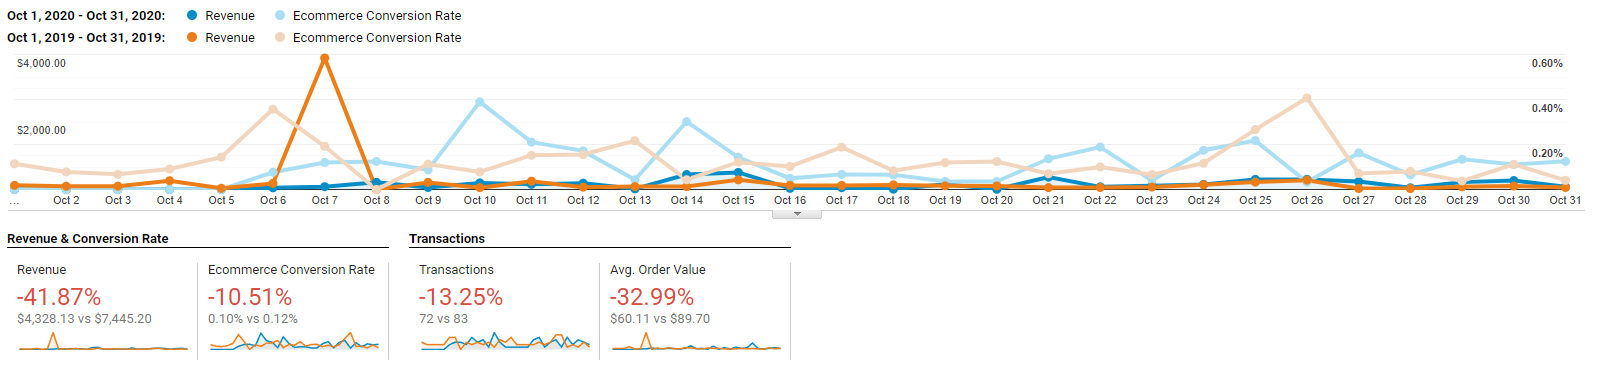 Oct 1, 2020 - Oct 31, 2020: Revenue Ecommerce Conversion Rate
Oct 1, 2019 - Oct 31, 2019: Revenue Ecommerce Conversion Rate
$4,000.00 0.60%
0.40%
$2,000.00
0.20%
... Oct 2 Oct 3 Oct 4 Oct 5 Oct 6 Oct 7 Oct 8 Oct 9 Oct 10 Oct 11 Oct 12 Oct 13 Oct 14 Oct 15 Oct 16 Oct 17 Oct 18 Oct 19 Oct 20 Oct 21 Oct 22 Oct 23 Oct 24 Oct 25 Oct 26 Oct 27 Oct 28 Oct 29 Oct 30 Oct 31
Revenue & Conversion Rate
Revenue
-41.87%
$4,328.13 vs $7,445.20
Ecommerce Conversion Rate
-10.51%
0.10% vs 0.12%
Transactions
Transactions
-13.25%
72 vs 83
Avg. Order Value
-32.99%
$60.11 vs $89.70